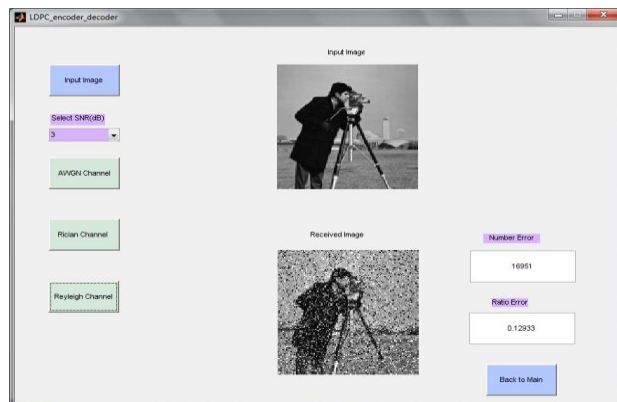 LDPC_encoder_decoder
Input Image
Input Image
Select SNR(dB)
3
AWGN Channel
Rician Channel
Received Image
Number Error
16951
Reyleigh Channel
Ratio Error
0.12933
Back to Main